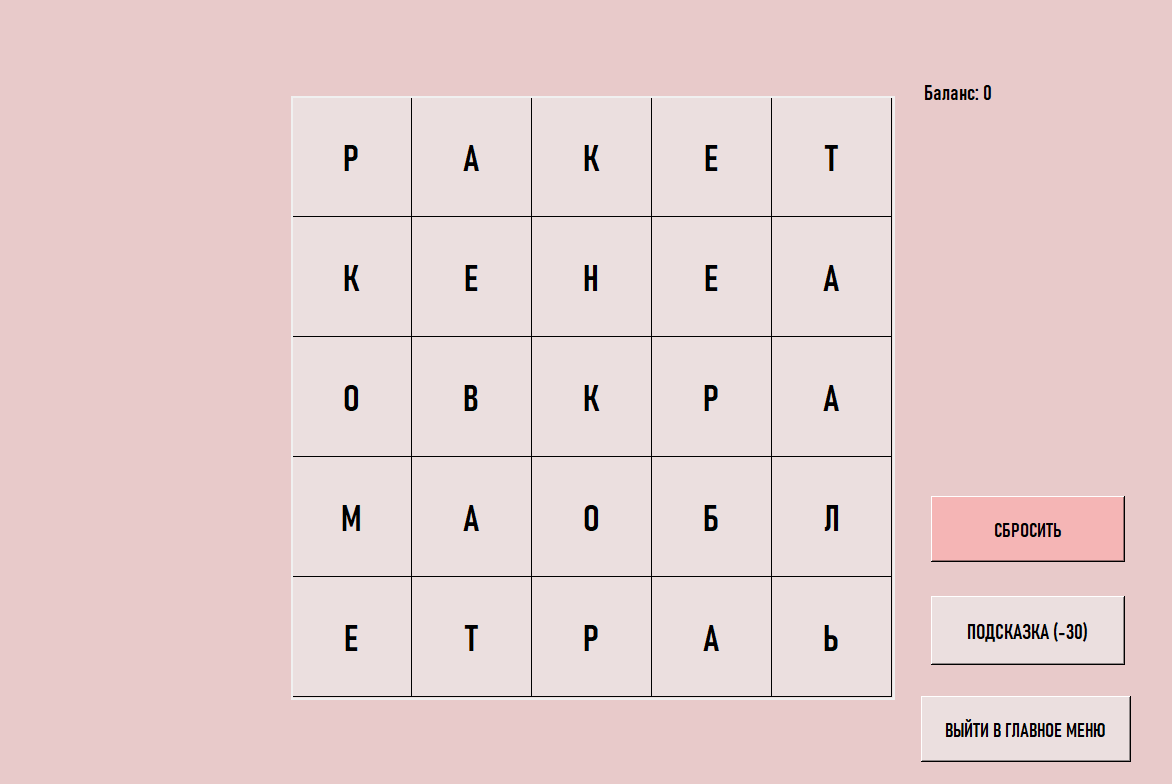 Баланс: 0
Р А К Е Т
К Е Н Е А
О В К Р А
М А О Б Л
Е Т Р А Ь
СБРОСИТЬ
ПОДСКАЗКА (-30)
ВЫЙТИ В ГЛАВНОЕ МЕНЮ